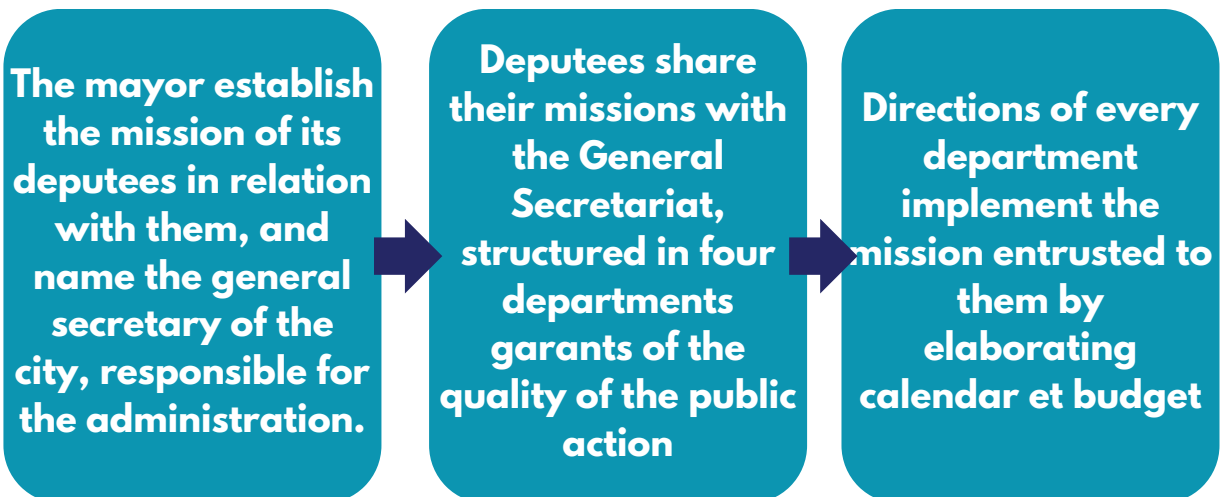 The mayor establish
the mission of its
deputees in relation
with them, and
name the general
secretary of the
city, responsible for
the administration.
Deputees share
their missions with
the General
Secretariat,
structured in four
departments
garants of the
quality of the public
action
Directions of every
department
implement the
mission entrusted to
them by
elaborating
calendar et budget